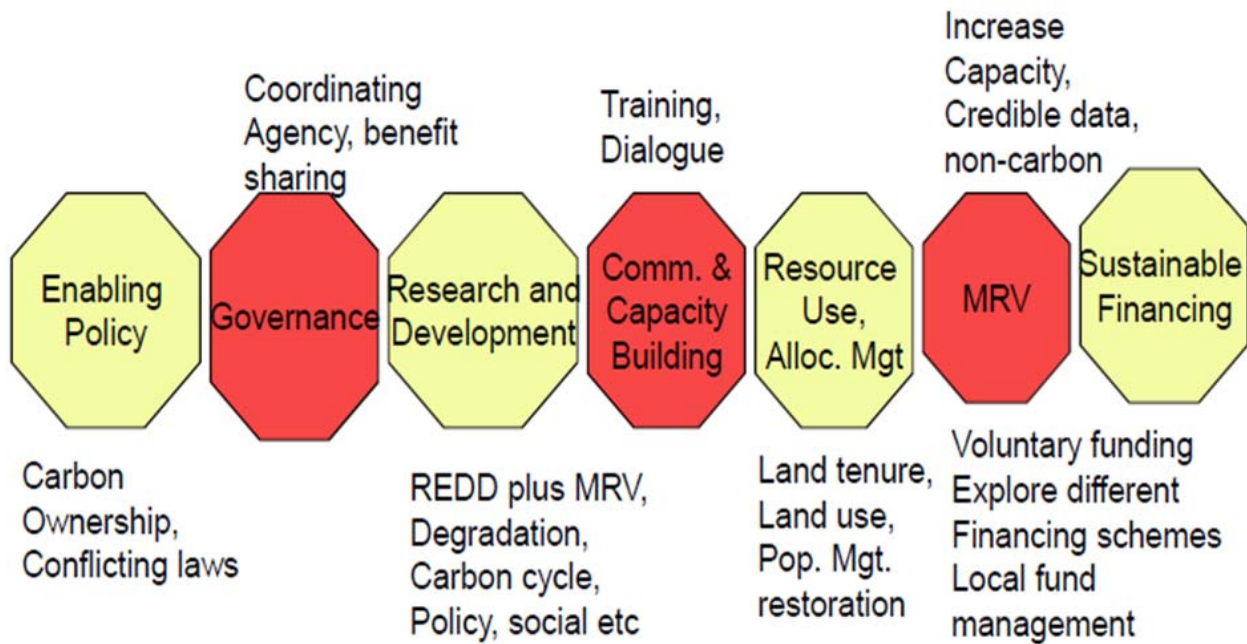 Coordinating
Agency, benefit
sharing
Training,
Dialogue
Increase
Capacity,
Credible data,
non-carbon
Enabling
Policy
Governance
Research and
Development
Comm. &
Capacity
Building
Resource
Use,
Alloc. Mgt
MRV
Sustainable
Financing
Carbon
Ownership,
Conflicting laws
REDD plus MRV,
Degradation,
Carbon cycle,
Policy, social etc
Land tenure,
Land use,
Pop. Mgt.
restoration
Voluntary funding
Explore different
Financing schemes
Local fund
management